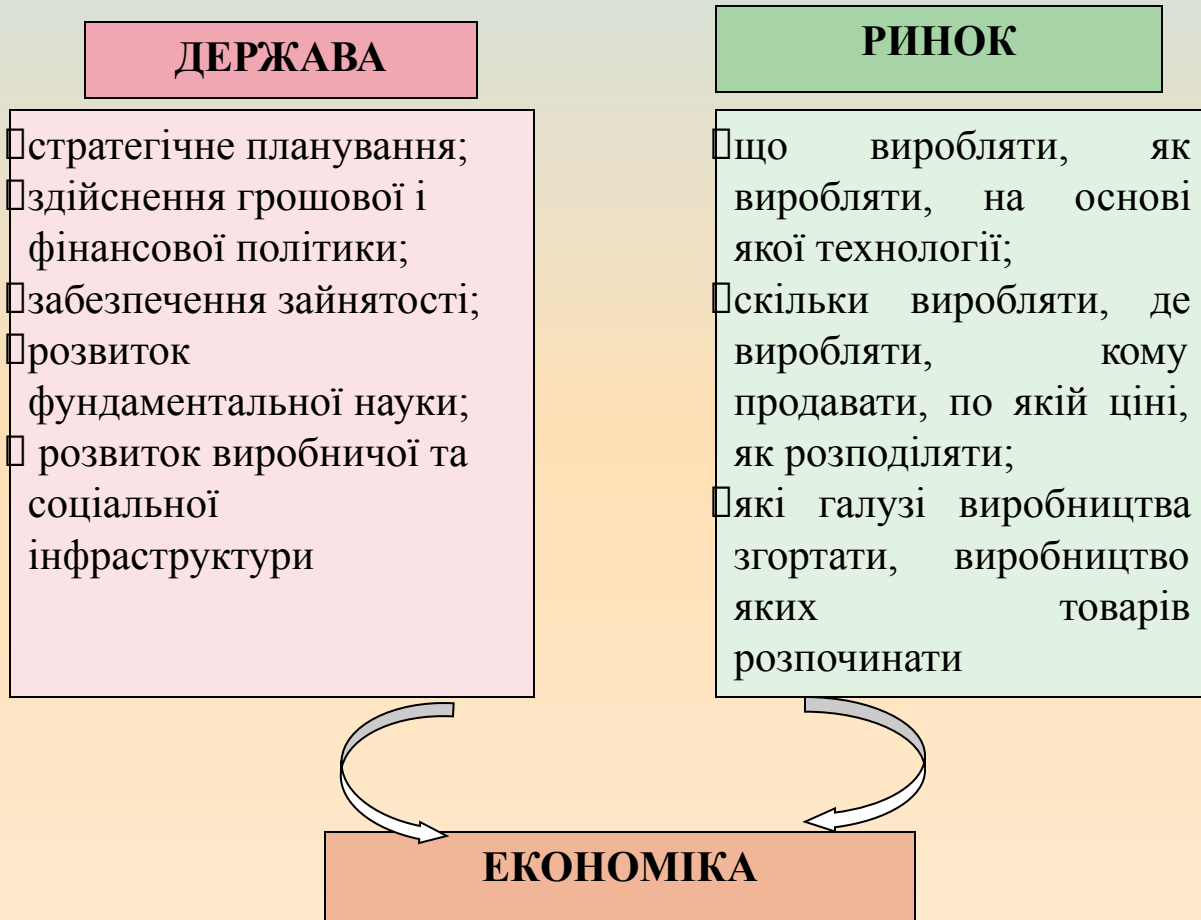 ДЕРЖАВА
стратегічне планування;
здійснення грошової і
фінансової політики;
забезпечення зайнятості;
розвиток
фундаментальної науки;
розвиток виробничої та
соціальної
інфраструктури
РИНОК
що виробляти, як
виробляти, на основі
якої технології;
скільки виробляти, де
виробляти, кому
продавати, по якій ціні,
як розподіляти;
які галузі виробництва
згортати, виробництво
яких товарів
розпочинати
ЕКОНОМІКА